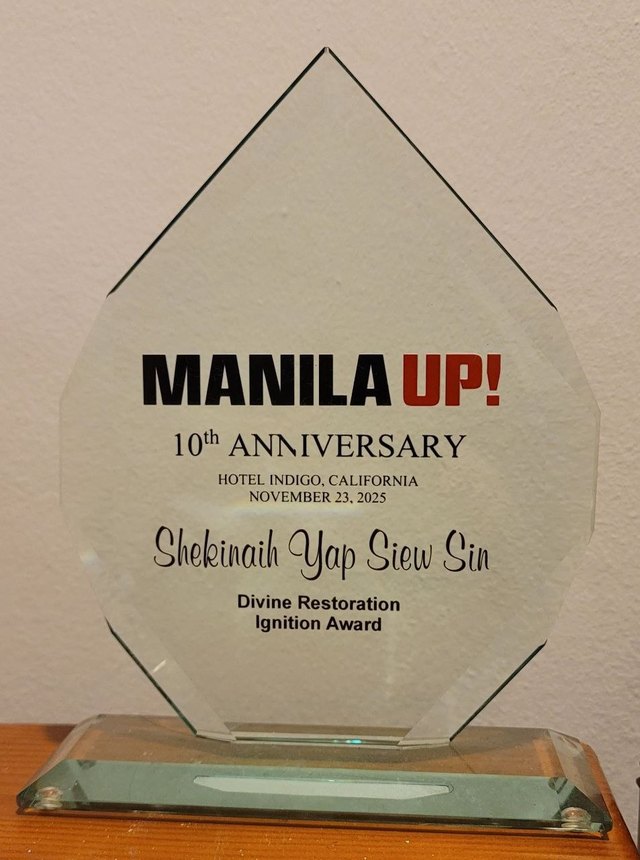 MANILA UP!
10th ANNIVERSARY
HOTEL INDIGO, CALIFORNIA
NOVEMBER 23, 2025
Shekinaih Yap Siew Sin
Divine Restoration
Ignition Award